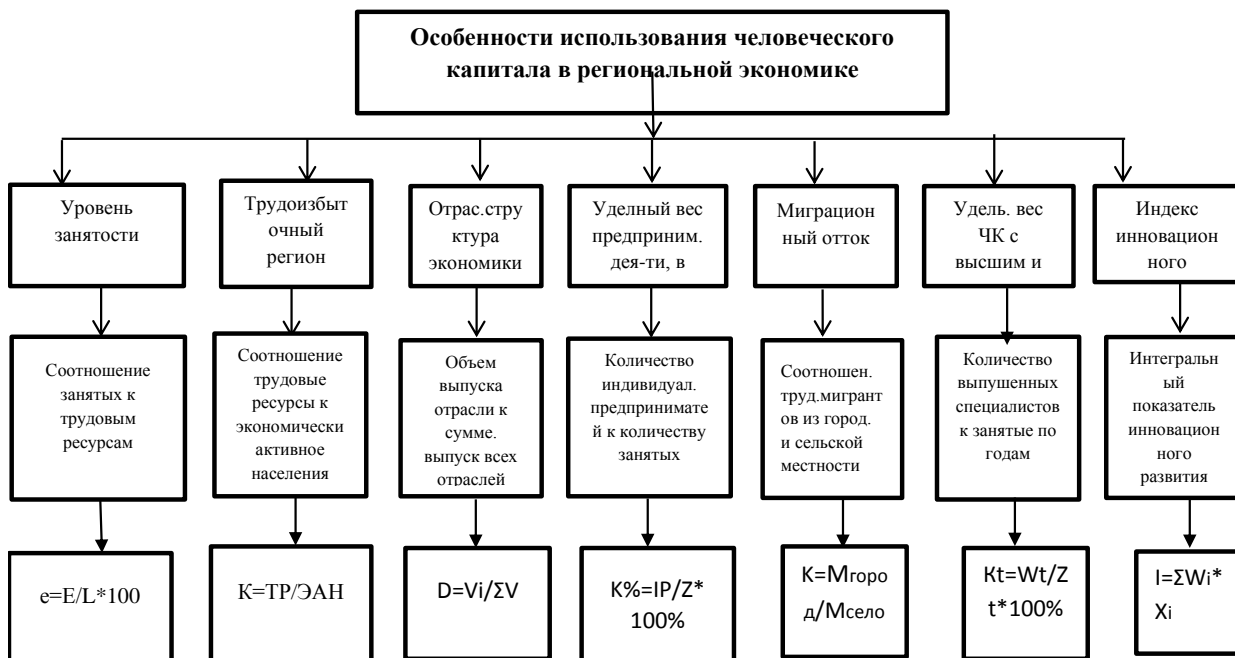 Особенности использования человеческого
капитала в региональной экономике
Уровень
занятости
Трудоизбыт
очный
регион
Отрас.стру
ктура
экономики
Уделный вес
предприним.
дея-ти, в
Миграцион
ный отток
Удель. вес
ЧК с
высшим и
Индекс
инновацион
ного
Соотношение
занятых к
трудовым
ресурсам
Соотношение
трудовые
ресурсы к
экономически
активное
населения
Объем
выпуска
отрасли к
сумме.
выпуск всех
отраслей
Количество
индивидуал.
предпринимате
й к количеству
занятых
Соотношен.
труд.мигрант
ов из город.
и сельской
местности
Количество
выпушенных
специалистов
к занятые по
годам
Интегральн
ый
показатель
инновацион
ного
развития
e=E/L*100
К=ТР/ЭАН
D=Vi/ΣV
K%=IP/Z*
100%
K=Mгоро
д/Mсело
Kt=Wt/Z
t*100%
I=ΣWi*
Xi